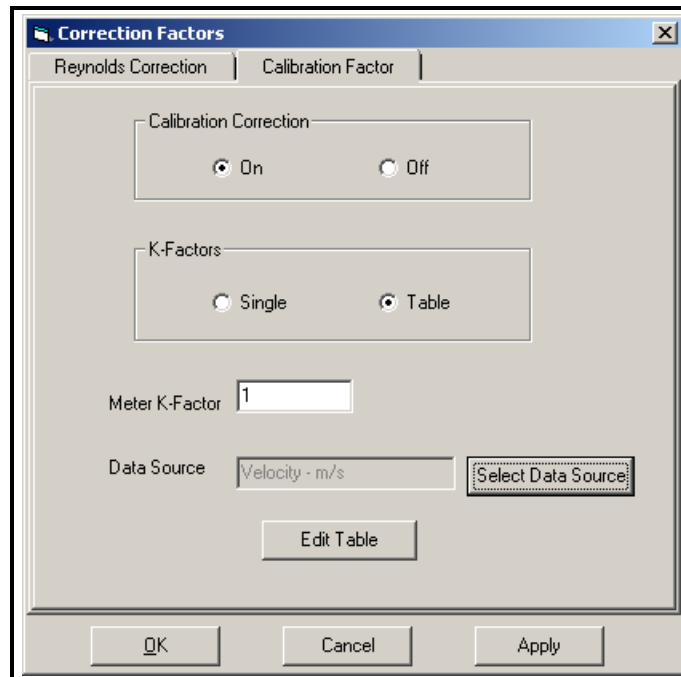 Correction Factors
Reynolds Correction Calibration Factor
Calibration Correction
On Off
K-Factors
Single Table
Meter K-Factor 1
Data Source Velocity - m/s Select Data Source
Edit Table
OK Cancel Apply